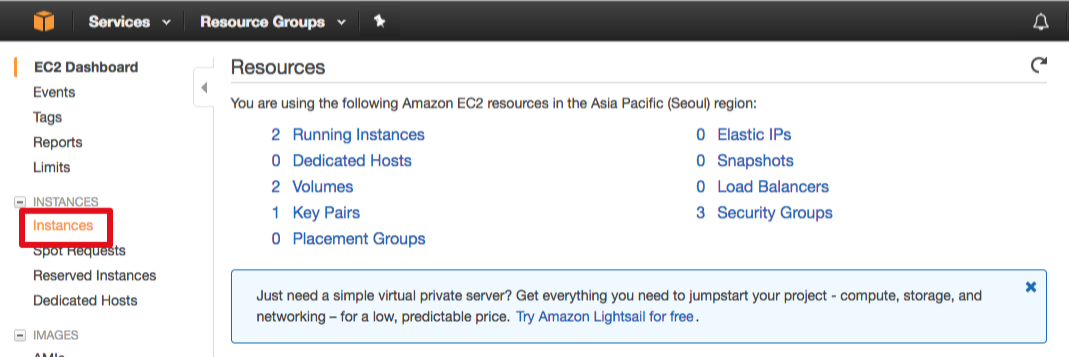 Services Resource Groups
EC2 Dashboard
Events
Tags
Reports
Limits
INSTANCES
Instances
Spot Requests
Reserved Instances
Dedicated Hosts
IMAGES
AMIs
Resources
You are using the following Amazon EC2 resources in the Asia Pacific (Seoul) region:
2 Running Instances
0 Dedicated Hosts
2 Volumes
1 Key Pairs
0 Placement Groups
0 Elastic IPs
0 Snapshots
0 Load Balancers
3 Security Groups
Just need a simple virtual private server? Get everything you need to jumpstart your project - compute, storage, and
networking – for a low, predictable price. Try Amazon Lightsail for free.